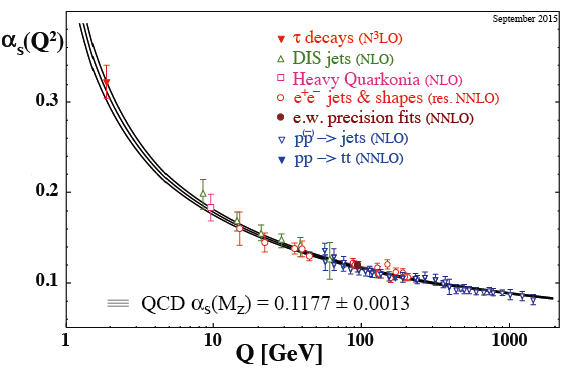 September 2015
αs(Q²)
τ decays (N³LO)
DIS jets (NLO)
Heavy Quarkonia (NLO)
e⁺e⁻ jets & shapes (res. NNLO)
e.w. precision fits (NNLO)
pp(–) –> jets (NLO)
pp –> tt (NNLO)
0.3
0.2
0.1
QCD αs(Mz) = 0.1177 ± 0.0013
1 10 100 1000
Q [GeV]